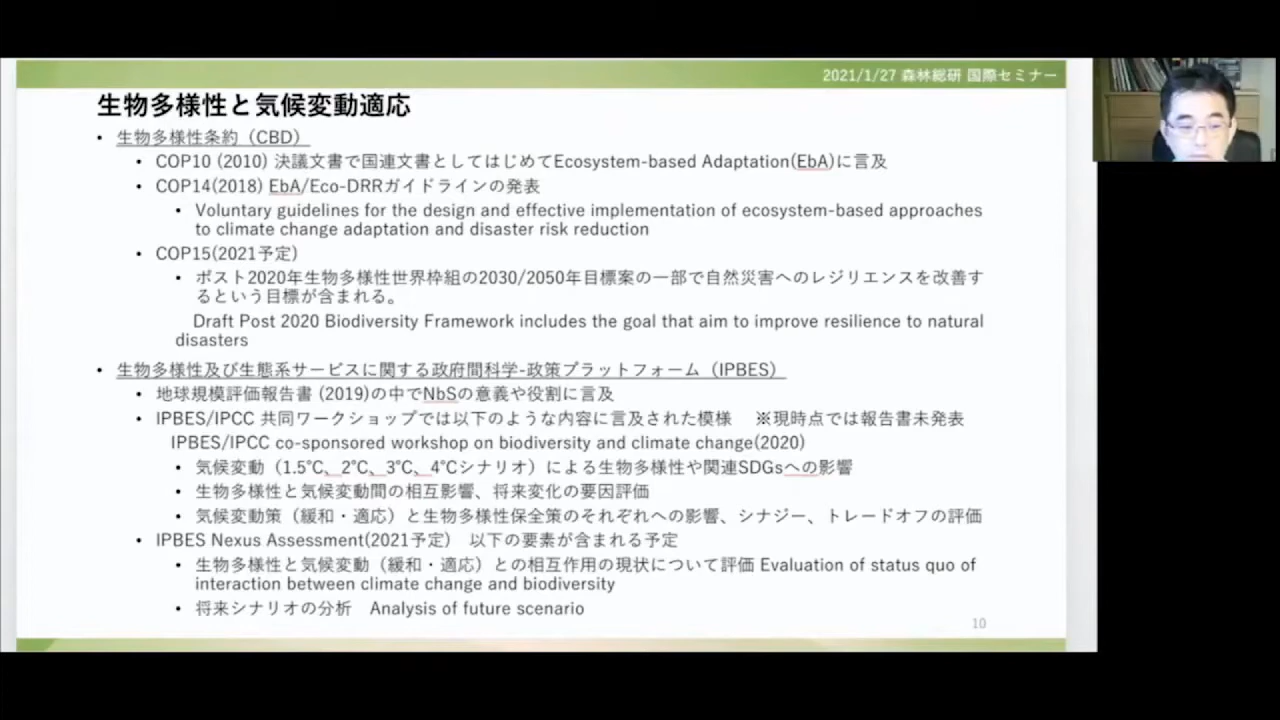 2021/1/27 森林総研 国際セミナー
生物多様性と気候変動適応
• 生物多様性条約（CBD）
• COP10 (2010) 決議文書で国連文書としてはじめてEcosystem-based Adaptation(EbA)に言及
• COP14(2018) EbA/Eco-DRRガイドラインの発表
• Voluntary guidelines for the design and effective implementation of ecosystem-based approaches
to climate change adaptation and disaster risk reduction
• COP15(2021予定)
• ポスト2020年生物多様性世界枠組の2030/2050年目標案の一部で自然災害へのレジリエンスを改善す
るという目標が含まれる。
Draft Post 2020 Biodiversity Framework includes the goal that aim to improve resilience to natural
disasters
• 生物多様性及び生態系サービスに関する政府間科学-政策プラットフォーム（IPBES）
• 地球規模評価報告書 (2019)の中でNbSの意義や役割に言及
• IPBES/IPCC 共同ワークショップでは以下のような内容に言及された模様　※現時点では報告書未発表
IPBES/IPCC co-sponsored workshop on biodiversity and climate change(2020)
• 気候変動（1.5℃、2℃、3℃、4℃シナリオ）による生物多様性や関連SDGsへの影響
• 生物多様性と気候変動間の相互影響、将来変化の要因評価
• 気候変動策（緩和・適応）と生物多様性保全策のそれぞれへの影響、シナジー、トレードオフの評価
• IPBES Nexus Assessment(2021予定)　以下の要素が含まれる予定
• 生物多様性と気候変動（緩和・適応）との相互作用の現状について評価 Evaluation of status quo of
interaction between climate change and biodiversity
• 将来シナリオの分析　Analysis of future scenario
10